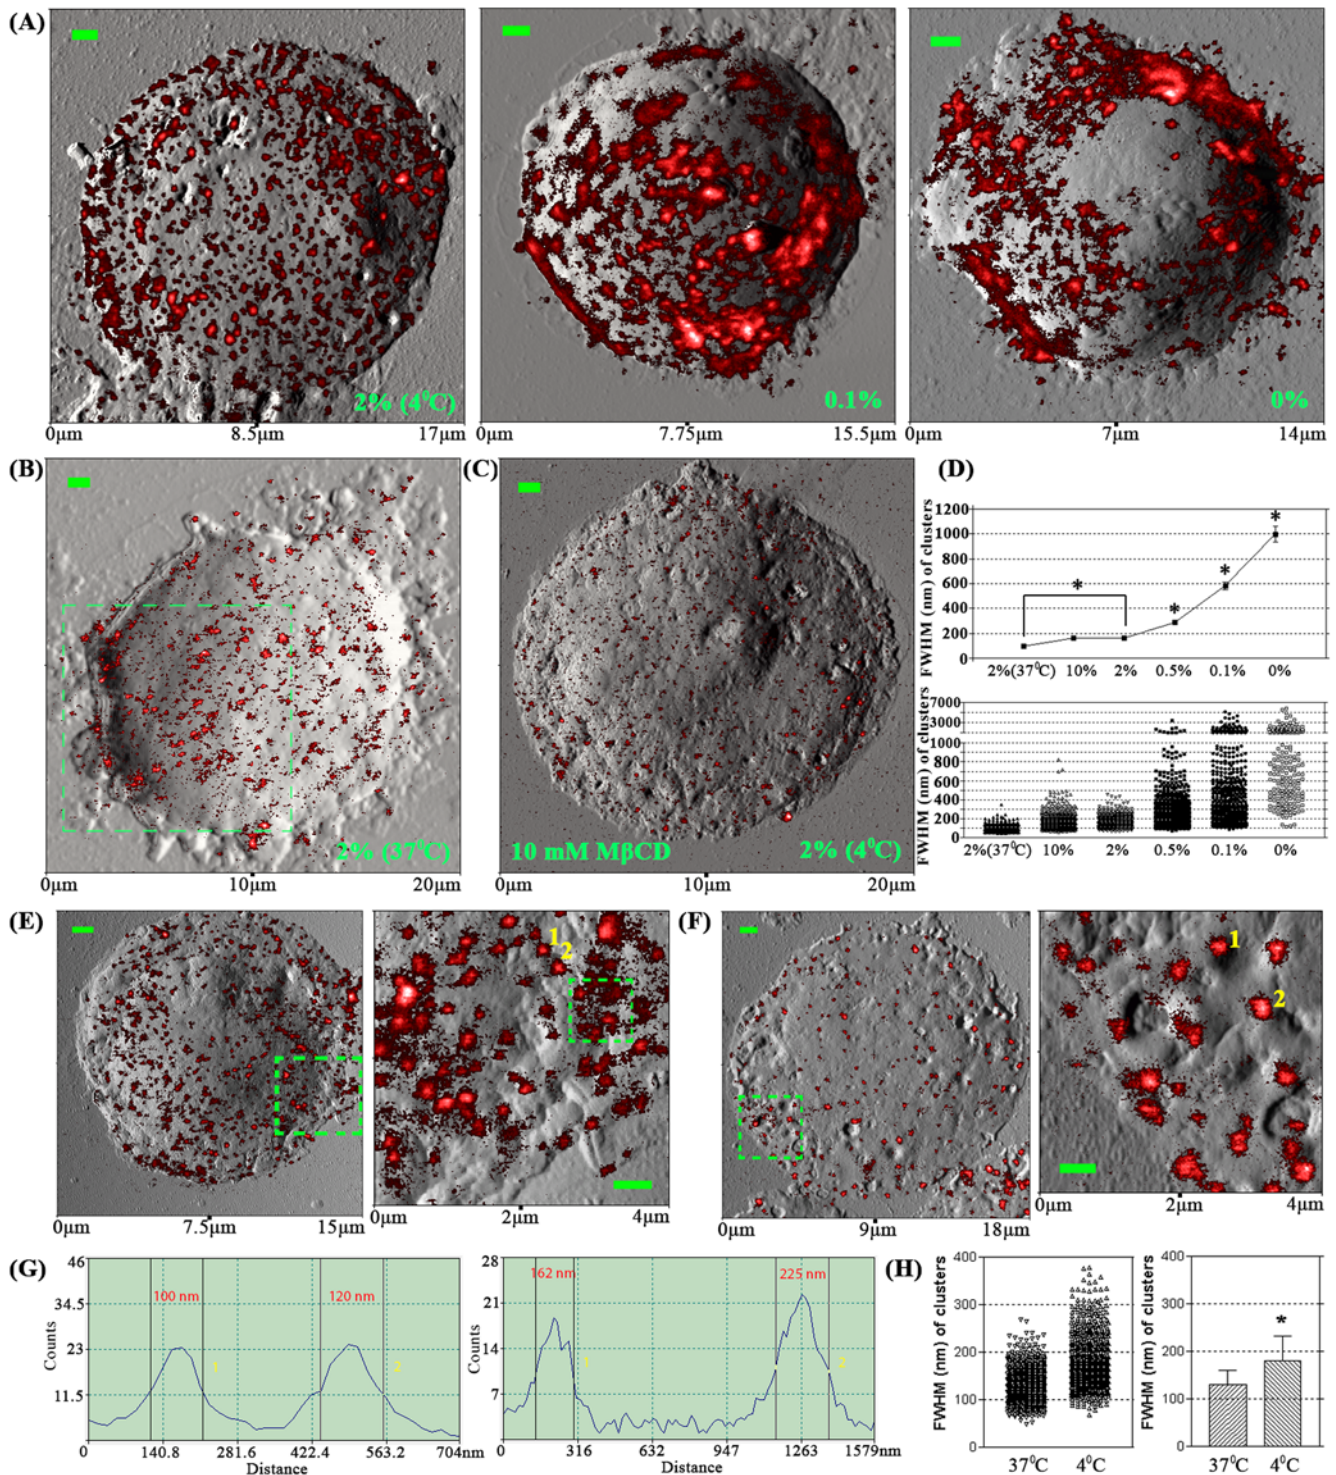 (A)
2% (4⁰C)
0.1%
0%
0μm 8.5μm 17μm
0μm 7.75μm 15.5μm
7μm 14μm
(B)
2% (37⁰C)
0μm 10μm 20μm
(C)
10 mM MβCD 2% (4⁰C)
0μm 10μm 20μm
(D)
FWHM (nm) of clusters
1200
1000
800
600
400
200
0
* * * *
2%(37⁰C) 10% 2% 0.5% 0.1% 0%
FWHM (nm) of clusters
7000
3000
1000
800
600
400
200
0
2%(37⁰C) 10% 2% 0.5% 0.1% 0%
(E)
0μm 7.5μm 15μm
1
2
0μm 2μm 4μm
(F)
0μm 9μm 18μm
1
2
0μm 2μm 4μm
(G)
Counts
46
34.5
23
11.5
0
100 nm 120 nm
1 2
0 140.8 281.6 422.4 563.2 704nm
Distance
Counts
28
21
14
7
162 nm 225 nm
1 2
0 316 632 947 1263 1579nm
Distance
(H)
FWHM (nm) of clusters
400
300
200
100
0
37⁰C 4⁰C
FWHM (nm) of clusters
400
300
200
100
0
*
37⁰C 4⁰C